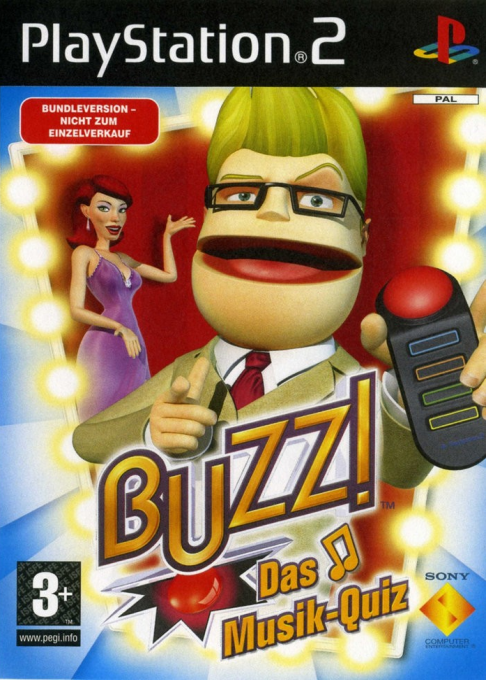 PlayStation®2
PAL
BUNDLEVERSION –
NICHT ZUM
EINZELVERKAUF
BUZZ!™
Das
Musik-Quiz
3+
™
www.pegi.info
SONY
COMPUTER
ENTERTAINMENT®